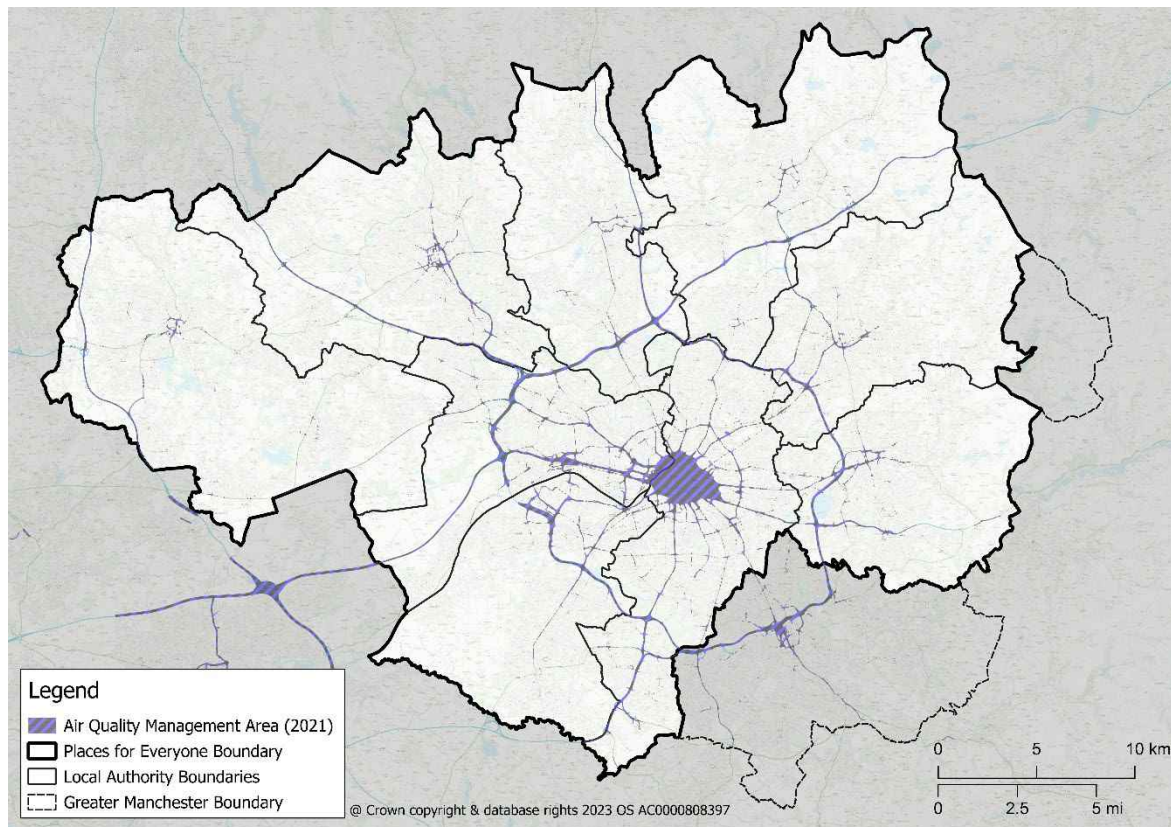 Legend
Air Quality Management Area (2021)
Places for Everyone Boundary
Local Authority Boundaries
Greater Manchester Boundary
@ Crown copyright & database rights 2023 OS AC0000808397
0 5 10 km
0 2.5 5 mi